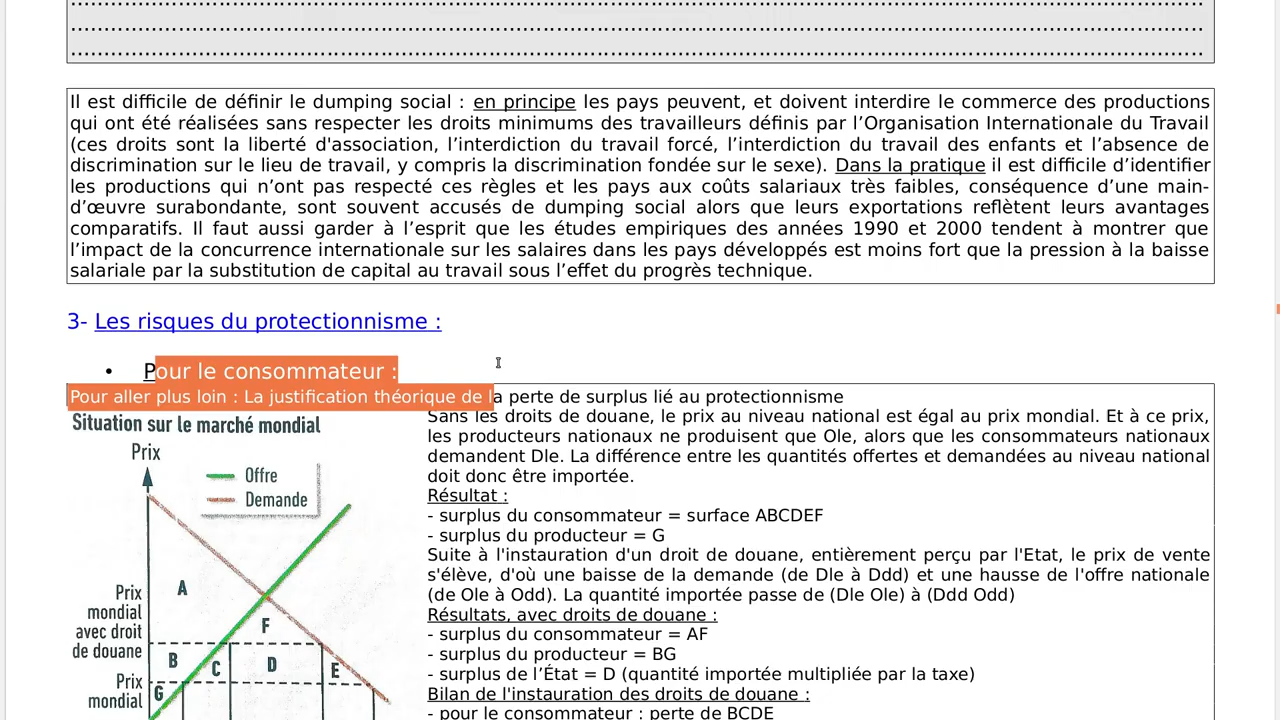 Il est difficile de définir le dumping social : en principe les pays peuvent, et doivent interdire le commerce des productions
qui ont été réalisées sans respecter les droits minimums des travailleurs définis par l’Organisation Internationale du Travail
(ces droits sont la liberté d'association, l’interdiction du travail forcé, l’interdiction du travail des enfants et l’absence de
discrimination sur le lieu de travail, y compris la discrimination fondée sur le sexe). Dans la pratique il est difficile d’identifier
les productions qui n’ont pas respecté ces règles et les pays aux coûts salariaux très faibles, conséquence d’une main-
d’œuvre surabondante, sont souvent accusés de dumping social alors que leurs exportations reflètent leurs avantages
comparatifs. Il faut aussi garder à l’esprit que les études empiriques des années 1990 et 2000 tendent à montrer que
l’impact de la concurrence internationale sur les salaires dans les pays développés est moins fort que la pression à la baisse
salariale par la substitution de capital au travail sous l’effet du progrès technique.
3- Les risques du protectionnisme :
• Pour le consommateur :
Pour aller plus loin : La justification théorique de la perte de surplus lié au protectionnisme
Situation sur le marché mondial
Prix
Offre
Demande
A
Prix
mondial
avec droit
de douane
F
B
C
D
E
Prix
mondial
G
Sans les droits de douane, le prix au niveau national est égal au prix mondial. Et à ce prix,
les producteurs nationaux ne produisent que Ole, alors que les consommateurs nationaux
demandent Dle. La différence entre les quantités offertes et demandées au niveau national
doit donc être importée.
Résultat :
- surplus du consommateur = surface ABCDEF
- surplus du producteur = G
Suite à l'instauration d'un droit de douane, entièrement perçu par l'Etat, le prix de vente
s'élève, d'où une baisse de la demande (de Dle à Ddd) et une hausse de l'offre nationale
(de Ole à Odd). La quantité importée passe de (Dle Ole) à (Ddd Odd)
Résultats, avec droits de douane :
- surplus du consommateur = AF
- surplus du producteur = BG
- surplus de l’État = D (quantité importée multipliée par la taxe)
Bilan de l'instauration des droits de douane :
- pour le consommateur : perte de BCDE